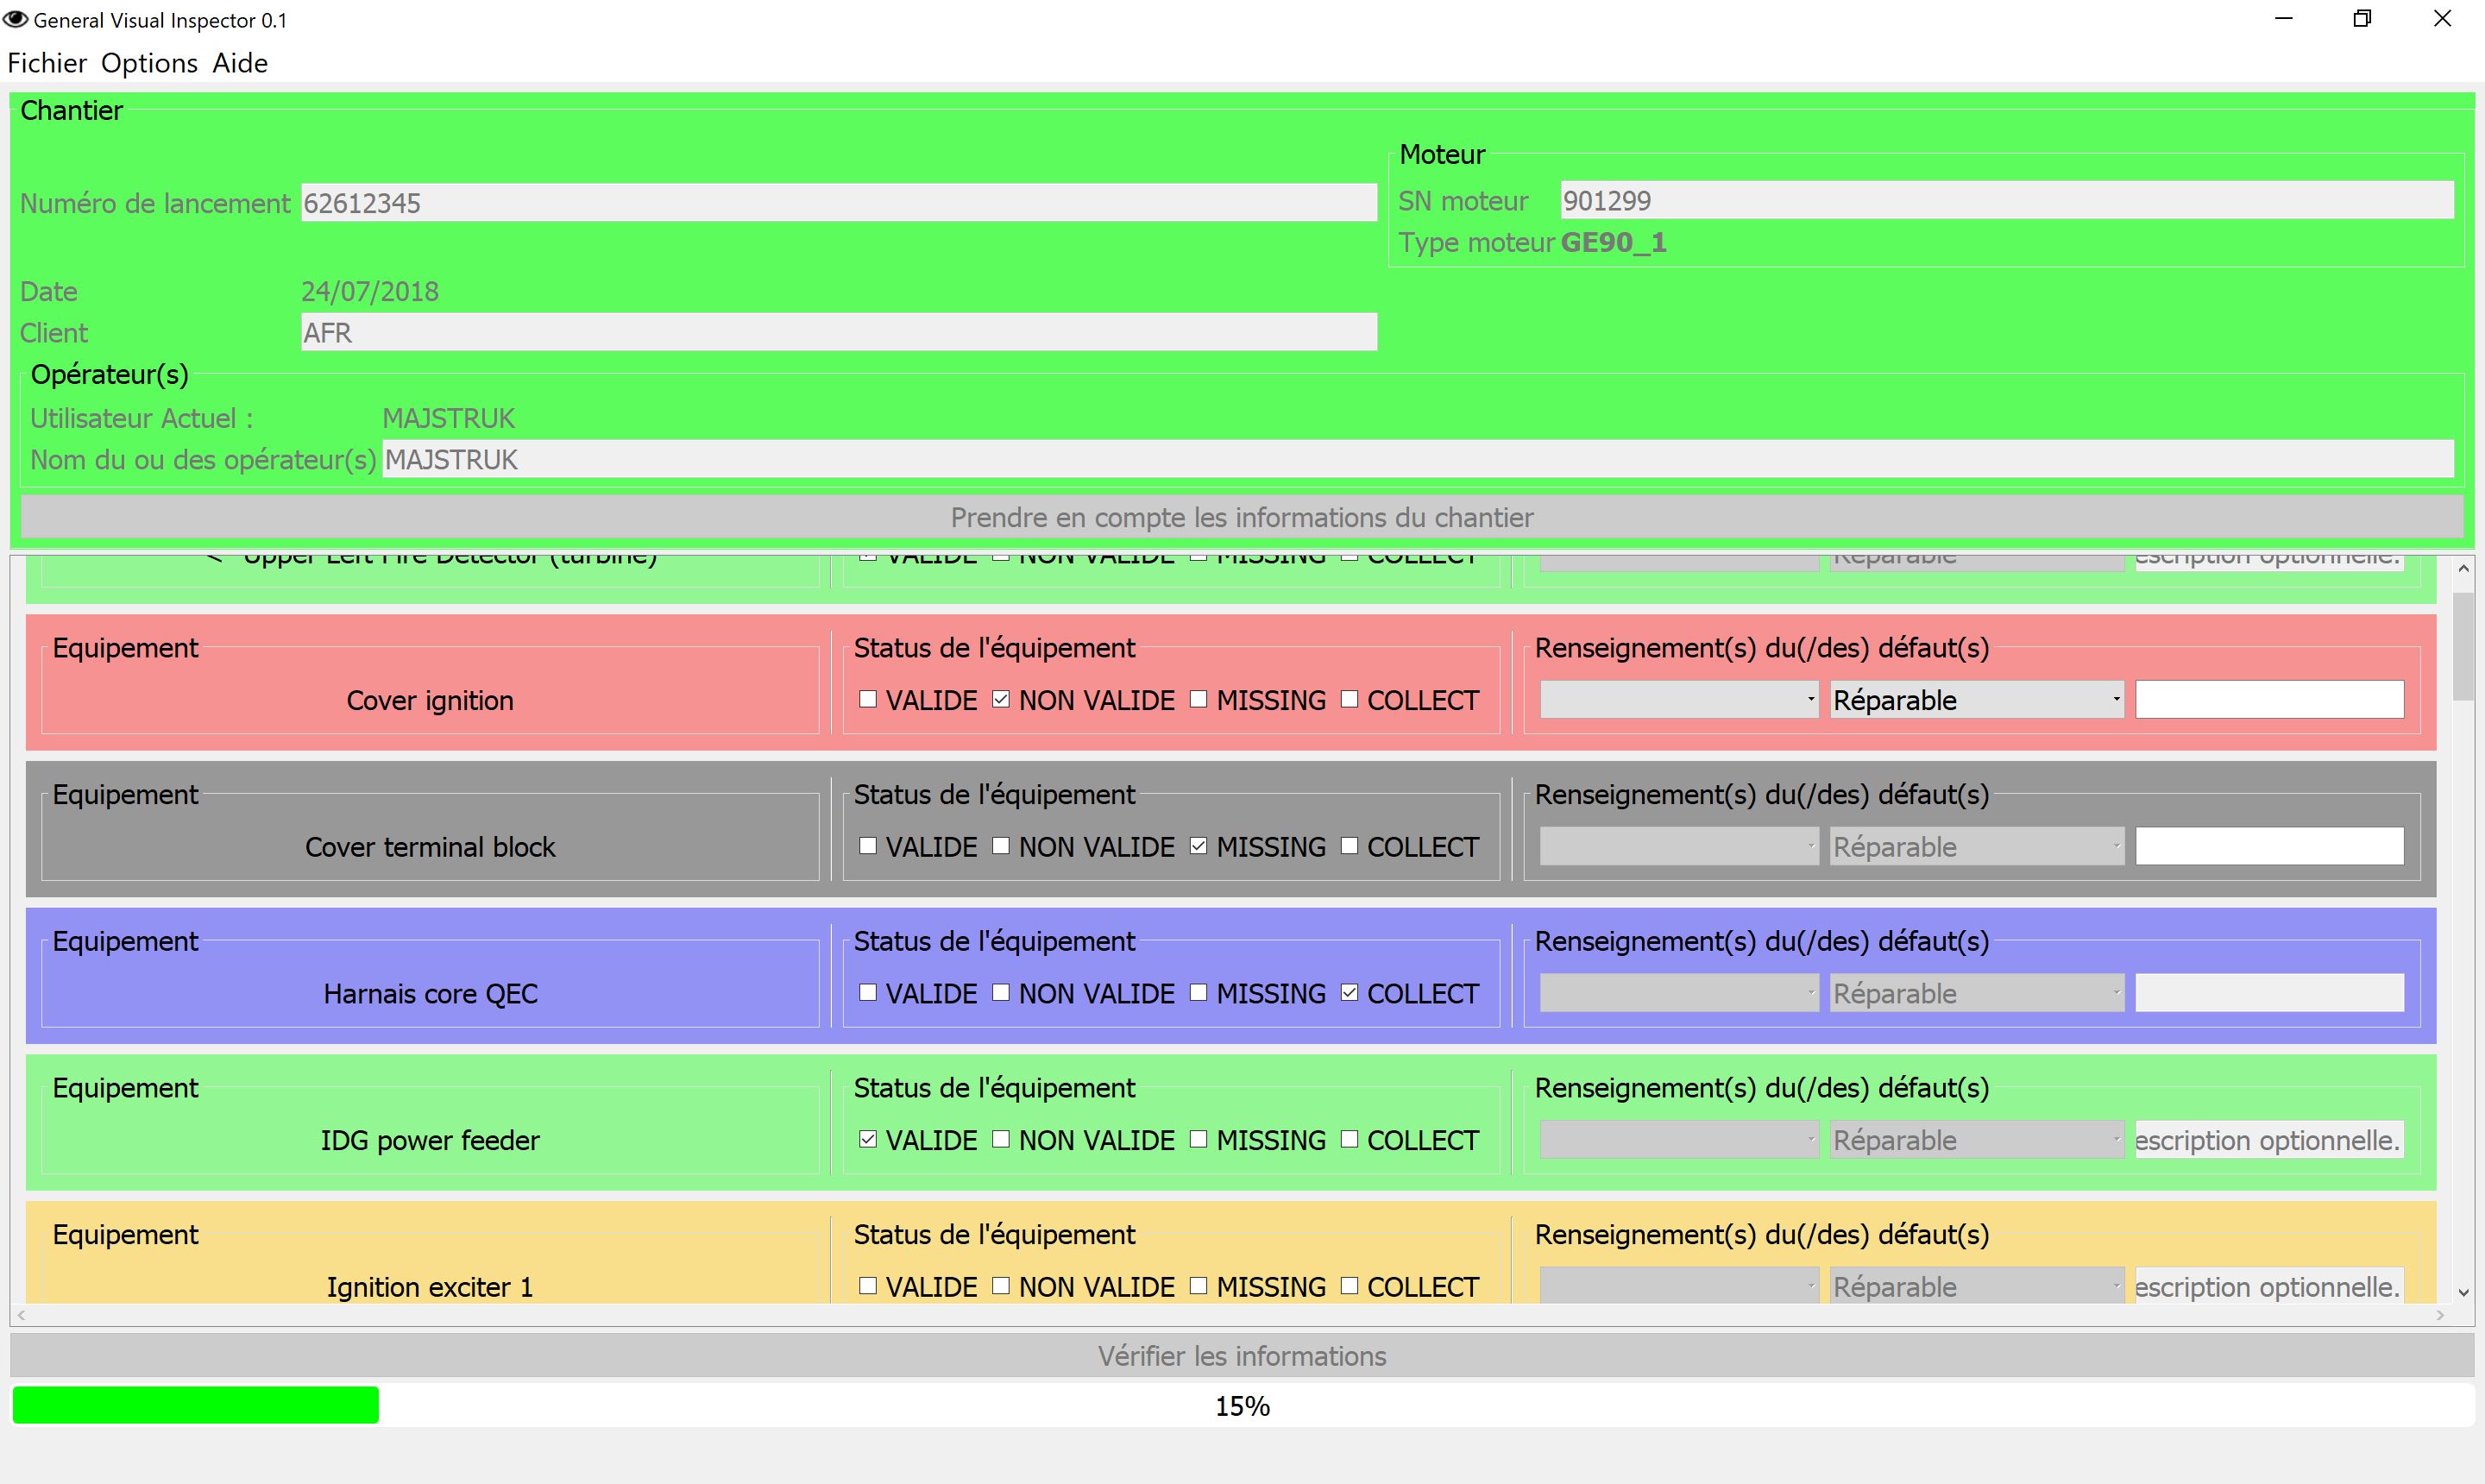 General Visual Inspector 0.1
Fichier Options Aide
Chantier
Moteur
Numéro de lancement 62612345
SN moteur 901299
Type moteur GE90_1
Date 24/07/2018
Client AFR
Opérateur(s)
Utilisateur Actuel : MAJSTRUK
Nom du ou des opérateur(s) MAJSTRUK
Prendre en compte les informations du chantier
Upper Left Fire Detector (turbine) VALIDE NON VALIDE MISSING COLLECT Réparable escription optionnelle.
Equipement Status de l'équipement Renseignement(s) du(/des) défaut(s)
Cover ignition VALIDE NON VALIDE MISSING COLLECT Réparable
Equipement Status de l'équipement Renseignement(s) du(/des) défaut(s)
Cover terminal block VALIDE NON VALIDE MISSING COLLECT Réparable
Equipement Status de l'équipement Renseignement(s) du(/des) défaut(s)
Harnais core QEC VALIDE NON VALIDE MISSING COLLECT Réparable
Equipement Status de l'équipement Renseignement(s) du(/des) défaut(s)
IDG power feeder VALIDE NON VALIDE MISSING COLLECT Réparable escription optionnelle.
Equipement Status de l'équipement Renseignement(s) du(/des) défaut(s)
Ignition exciter 1 VALIDE NON VALIDE MISSING COLLECT Réparable escription optionnelle.
Vérifier les informations
15%